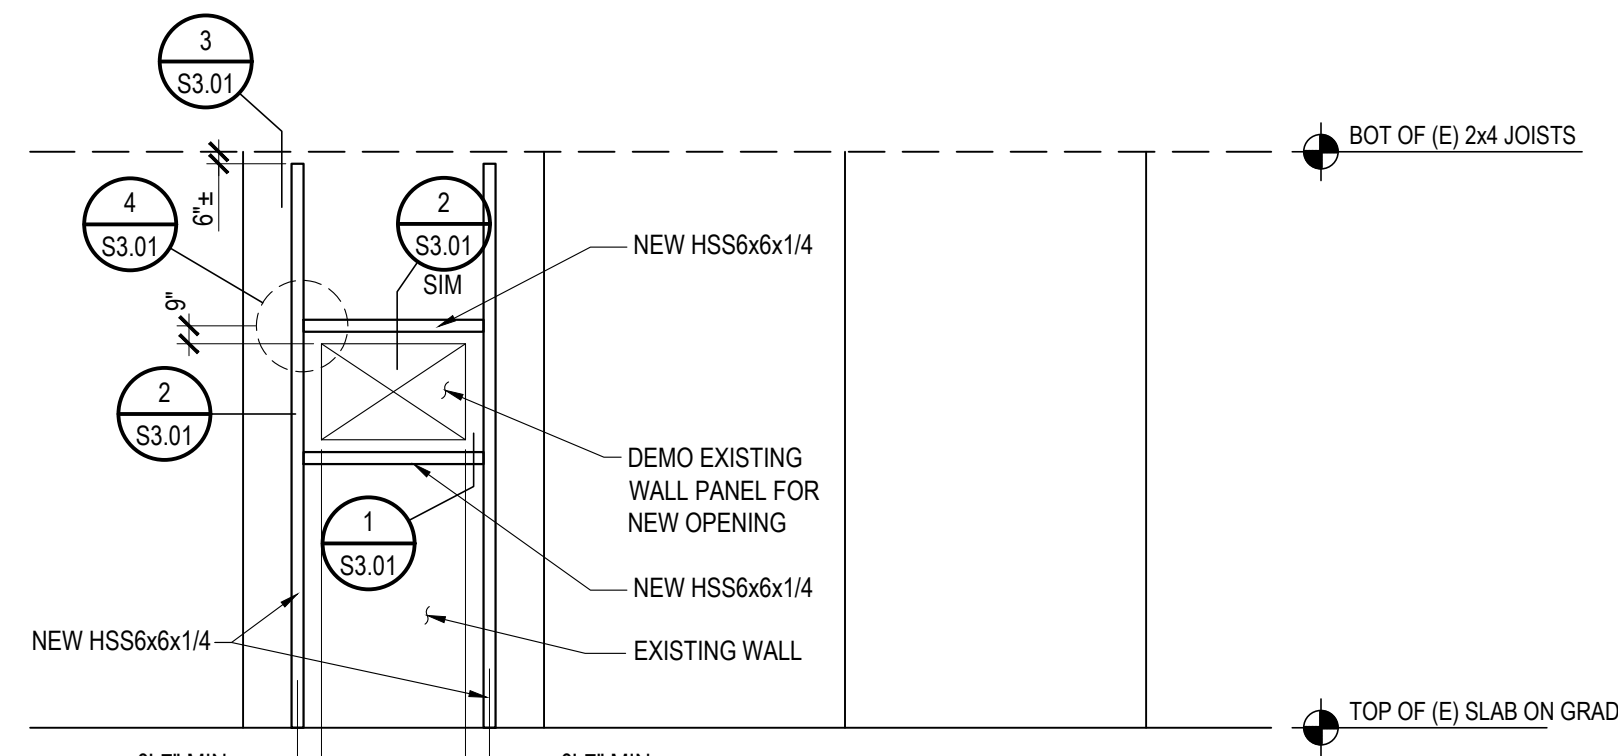 3
S3.01
BOT OF (E) 2x4 JOISTS
6"±
4
S3.01
2
S3.01
SIM
NEW HSS6x6x1/4
9"
2
S3.01
DEMO EXISTING
WALL PANEL FOR
NEW OPENING
1
S3.01
NEW HSS6x6x1/4
NEW HSS6x6x1/4
EXISTING WALL
TOP OF (E) SLAB ON GRAD